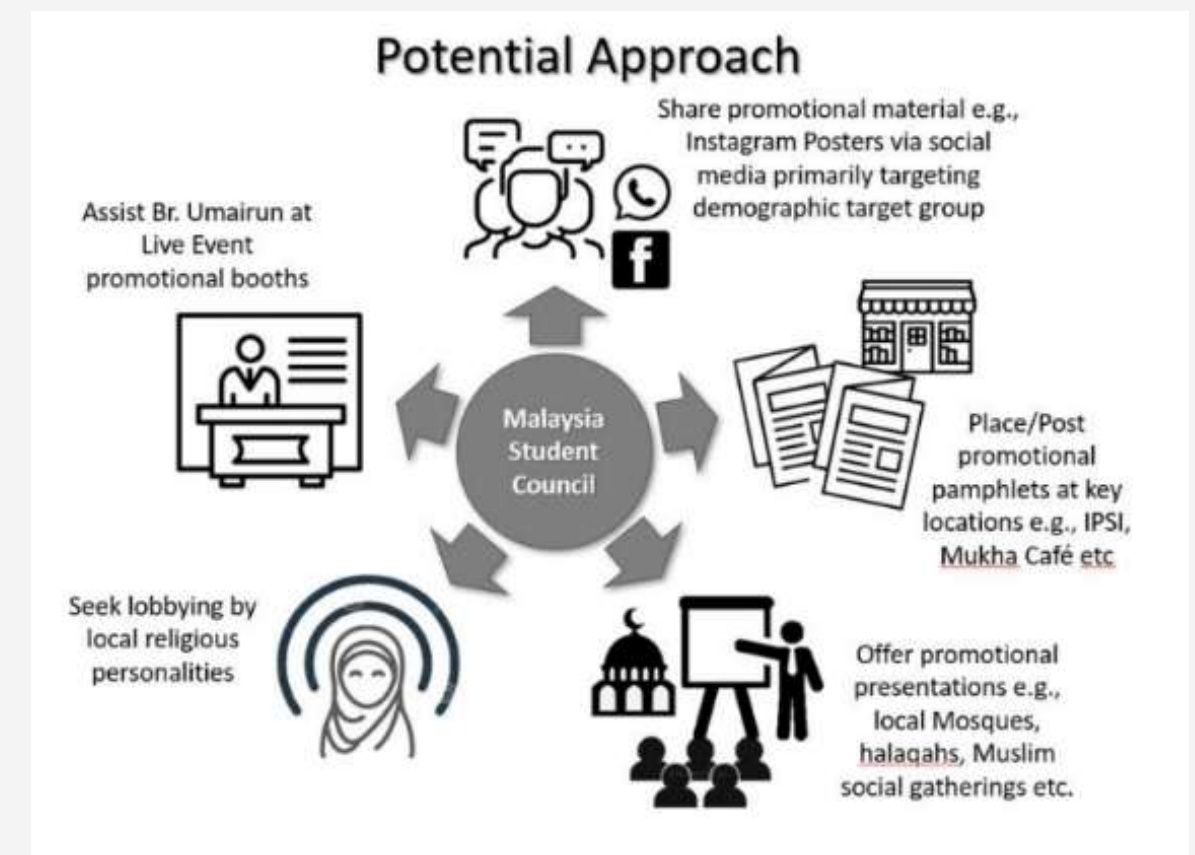 Potential Approach
Share promotional material e.g.,
Instagram Posters via social
media primarily targeting
demographic target group
Assist Br. Umairun at
Live Event
promotional booths
Malaysia
Student
Council
Place/Post
promotional
pamphlets at key
locations e.g., IPSI,
Mukha Café etc
Seek lobbying by
local religious
personalities
Offer promotional
presentations e.g.,
local Mosques,
halaqahs, Muslim
social gatherings etc.